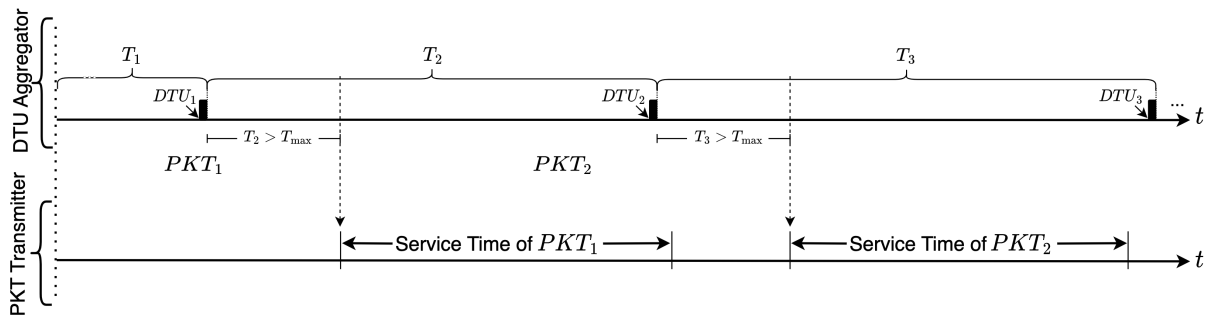 DTU Aggregator
T₁
T₂
T₃
...
DTU₁
DTU₂
DTU₃
...
t
T₂ > Tₘₐₓ
T₃ > Tₘₐₓ
PKT₁
PKT₂
PKT Transmitter
Service Time of PKT₁
Service Time of PKT₂
t